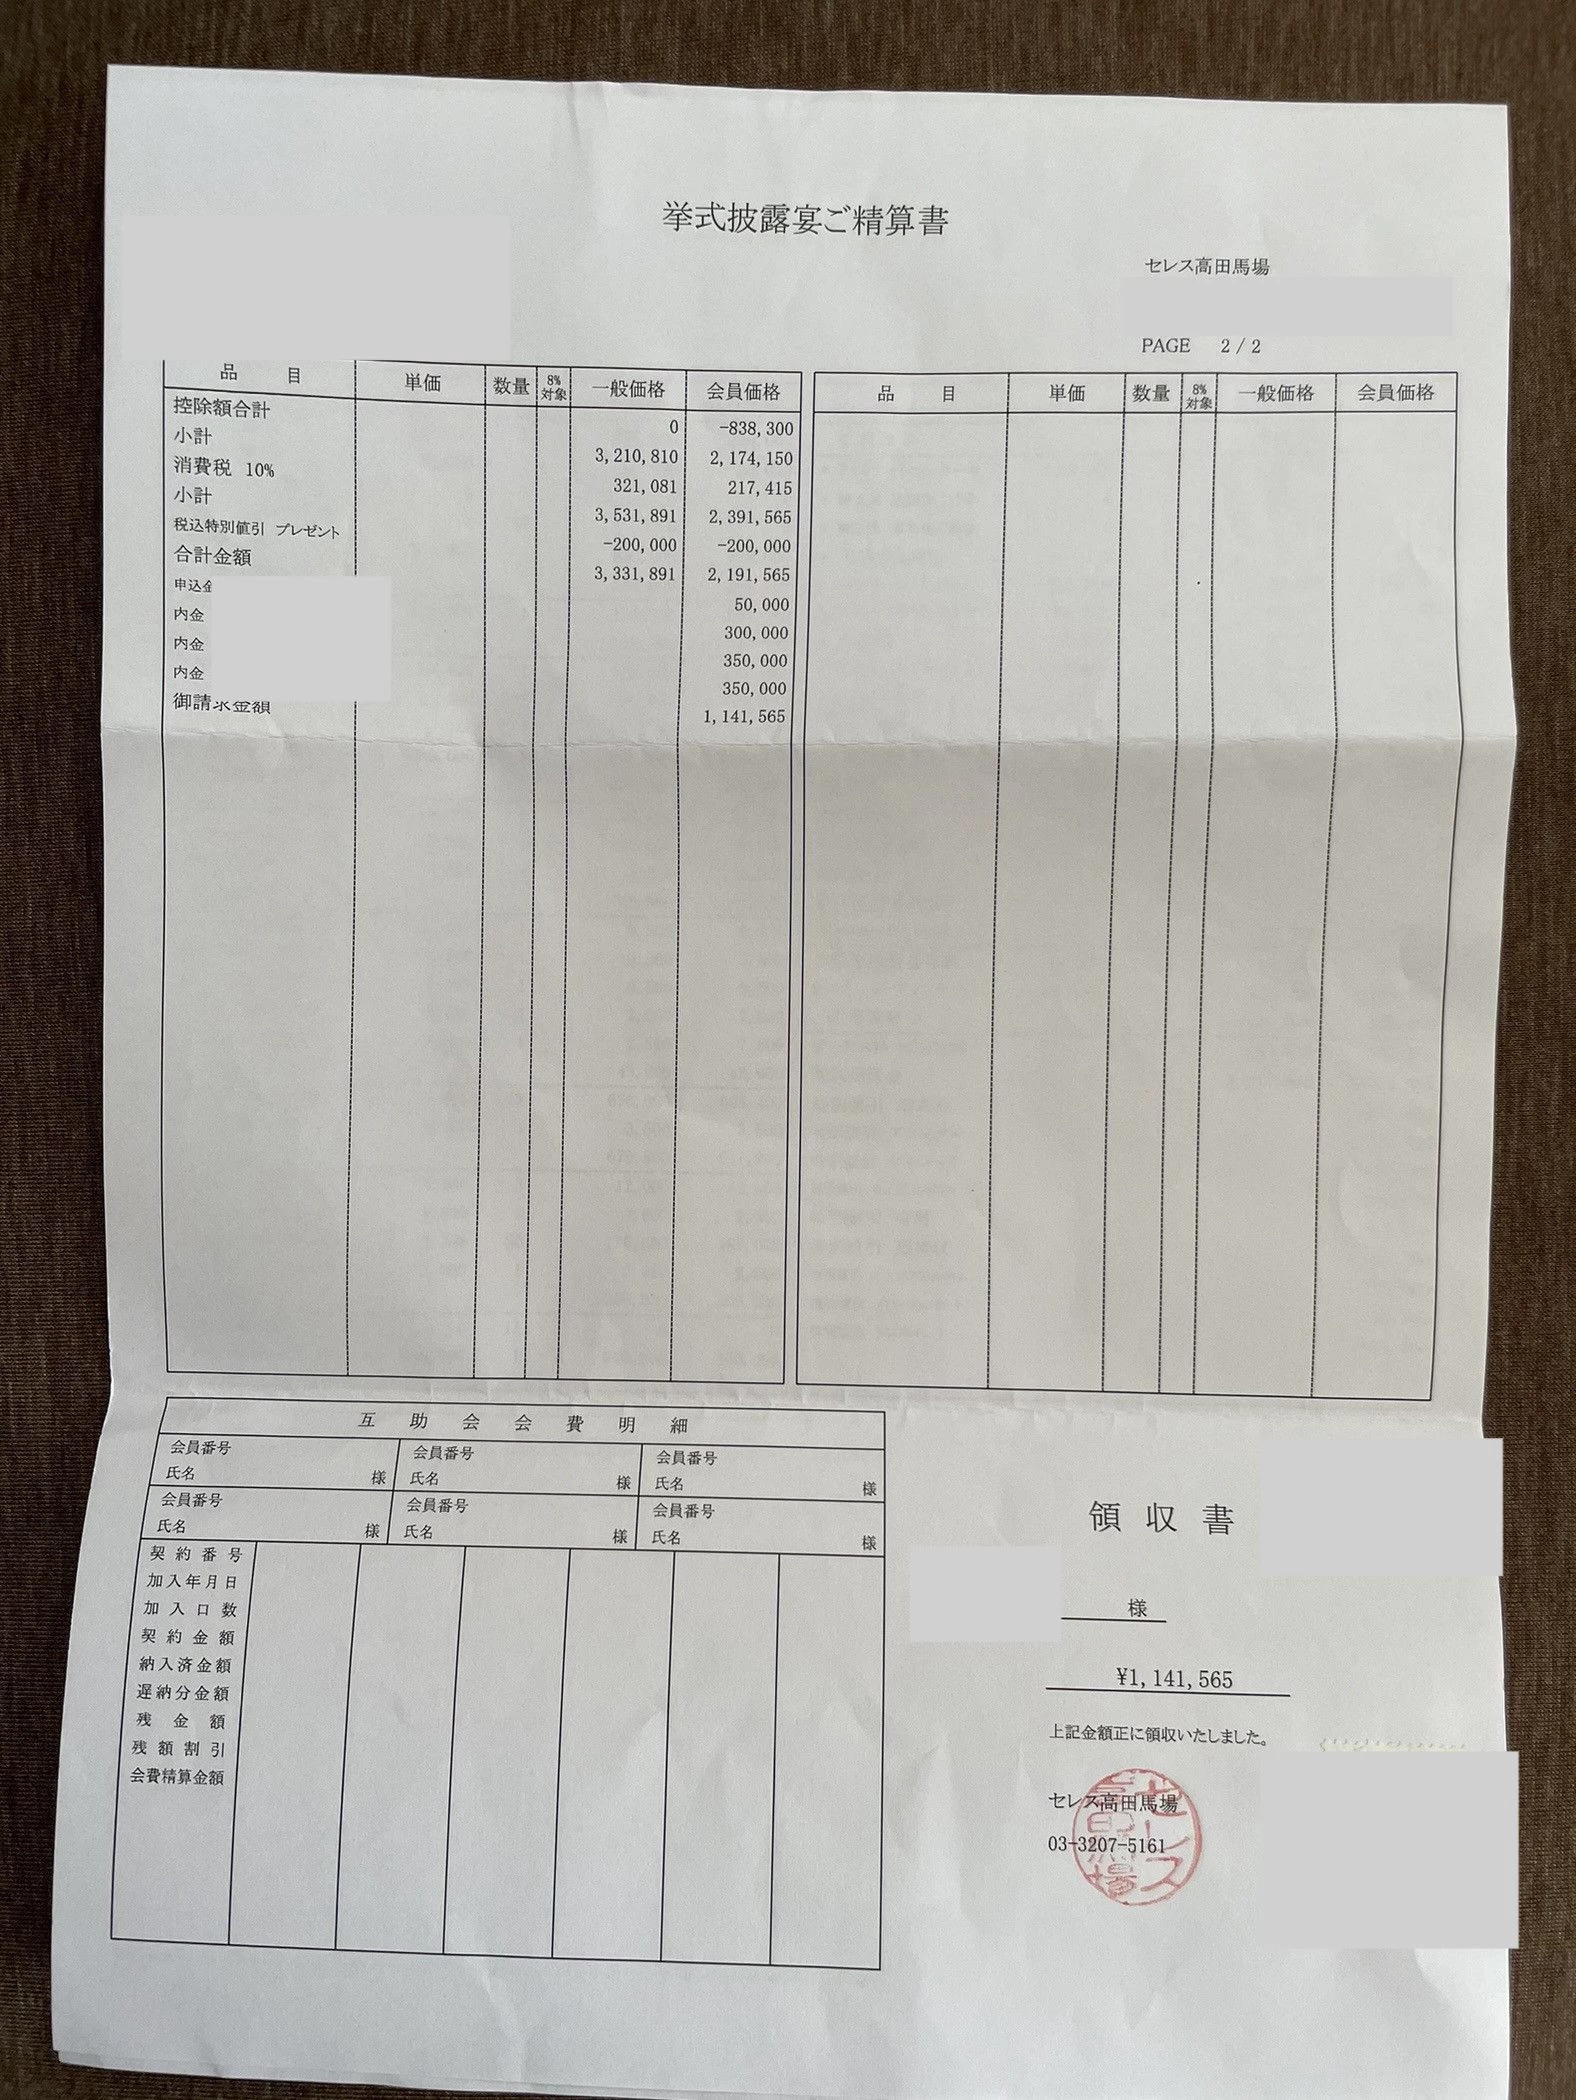 挙式披露宴ご精算書
セレス高田馬場
PAGE 2/2
品 目 単価 数量 8%対象 一般価格 会員価格
控除額合計 0 -838,300
小計 3,210,810 2,174,150
消費税 10% 321,081 217,415
小計 3,531,891 2,391,565
税込特別値引 プレゼント -200,000 -200,000
合計金額 3,331,891 2,191,565
申込金 50,000
内金 300,000
内金 350,000
内金 350,000
御請求金額 1,141,565
品 目 単価 数量 8%対象 一般価格 会員価格
互助会会費明細
会員番号 会員番号 会員番号
氏名 様 氏名 様 氏名 様
会員番号 会員番号 会員番号
氏名 様 氏名 様 氏名 様
契約番号
加入年月日
加入口数
契約金額
納入済金額
遅納分金額
残金額
残額割引
会費精算金額
領収書
様
¥1,141,565
上記金額正に領収いたしました。
セレス高田馬場
03-3207-5161
セレス高田馬場